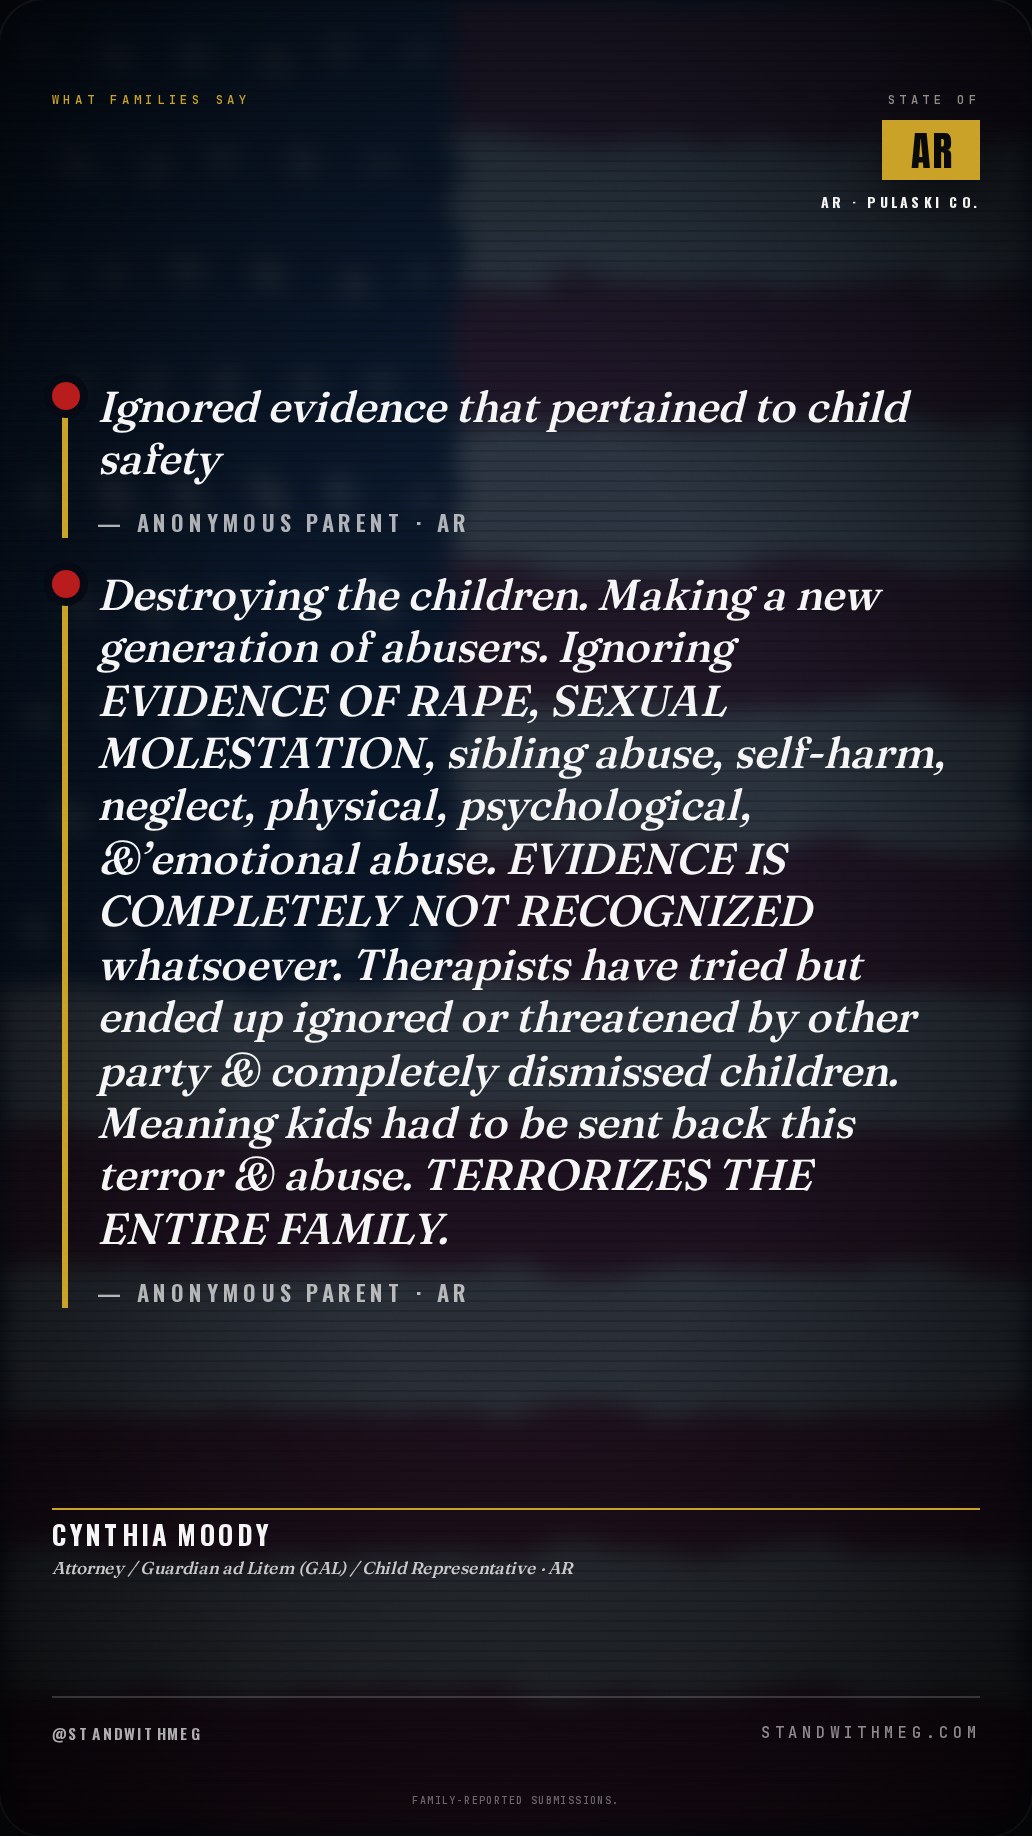 WHAT FAMILIES SAY
STATE OF
AR
AR · PULASKI CO.
Ignored evidence that pertained to child
safety
— ANONYMOUS PARENT · AR
Destroying the children. Making a new
generation of abusers. Ignoring
EVIDENCE OF RAPE, SEXUAL
MOLESTATION, sibling abuse, self-harm,
neglect, physical, psychological,
&’emotional abuse. EVIDENCE IS
COMPLETELY NOT RECOGNIZED
whatsoever. Therapists have tried but
ended up ignored or threatened by other
party & completely dismissed children.
Meaning kids had to be sent back this
terror & abuse. TERRORIZES THE
ENTIRE FAMILY.
— ANONYMOUS PARENT · AR
CYNTHIA MOODY
Attorney / Guardian ad Litem (GAL) / Child Representative · AR
@STANDWITHMEG
STANDWITHMEG.COM
FAMILY-REPORTED SUBMISSIONS.